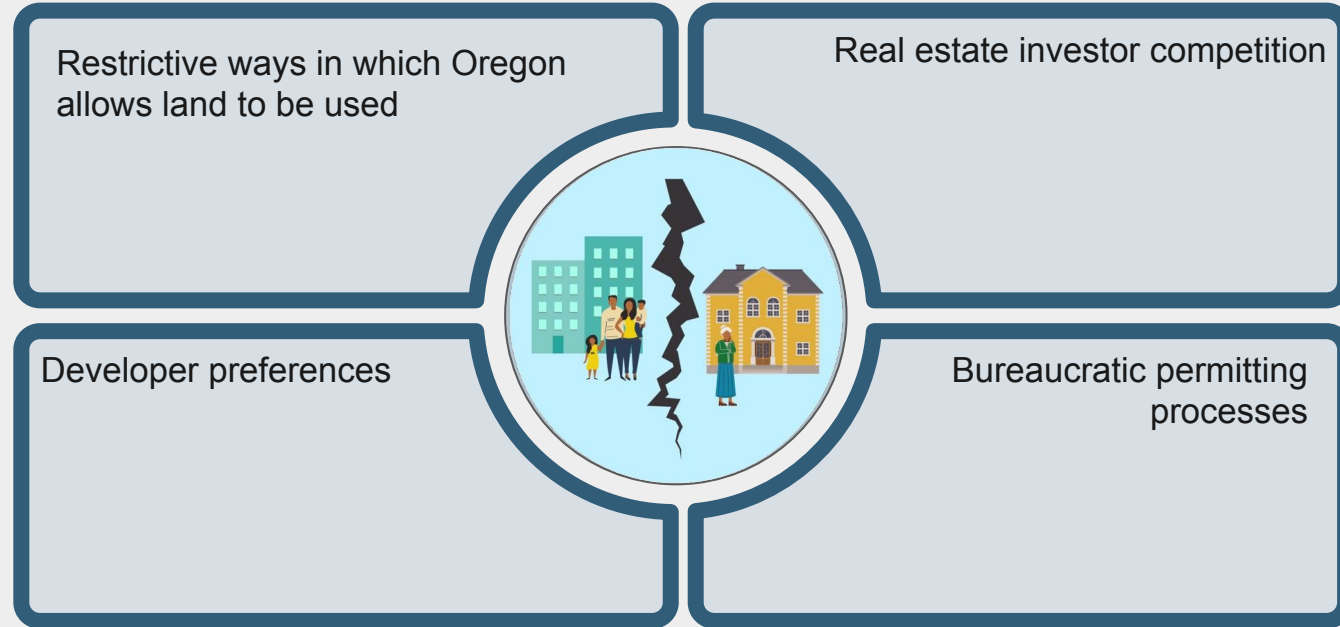 Restrictive ways in which Oregon
allows land to be used
Real estate investor competition
Developer preferences
Bureaucratic permitting
processes